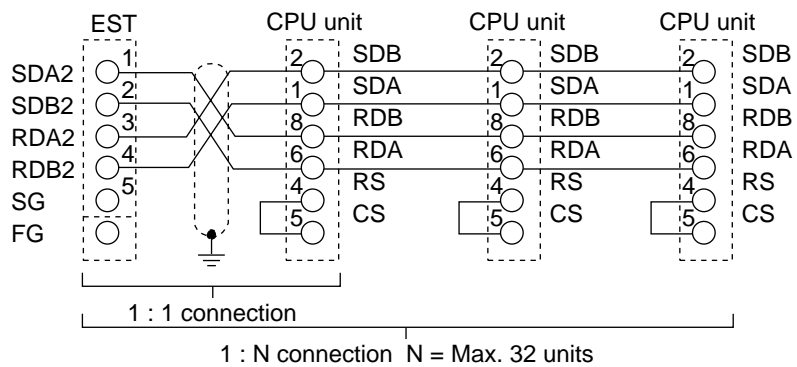 EST CPU unit CPU unit CPU unit
SDA2 1 2 SDB 2 SDB 2 SDB
SDB2 2 1 SDA 1 SDA 1 SDA
RDA2 3 8 RDB 8 RDB 8 RDB
RDB2 4 6 RDA 6 RDA 6 RDA
SG 5 4 RS 4 RS 4 RS
FG 5 CS 5 CS 5 CS
1 : 1 connection
1 : N connection N = Max. 32 units